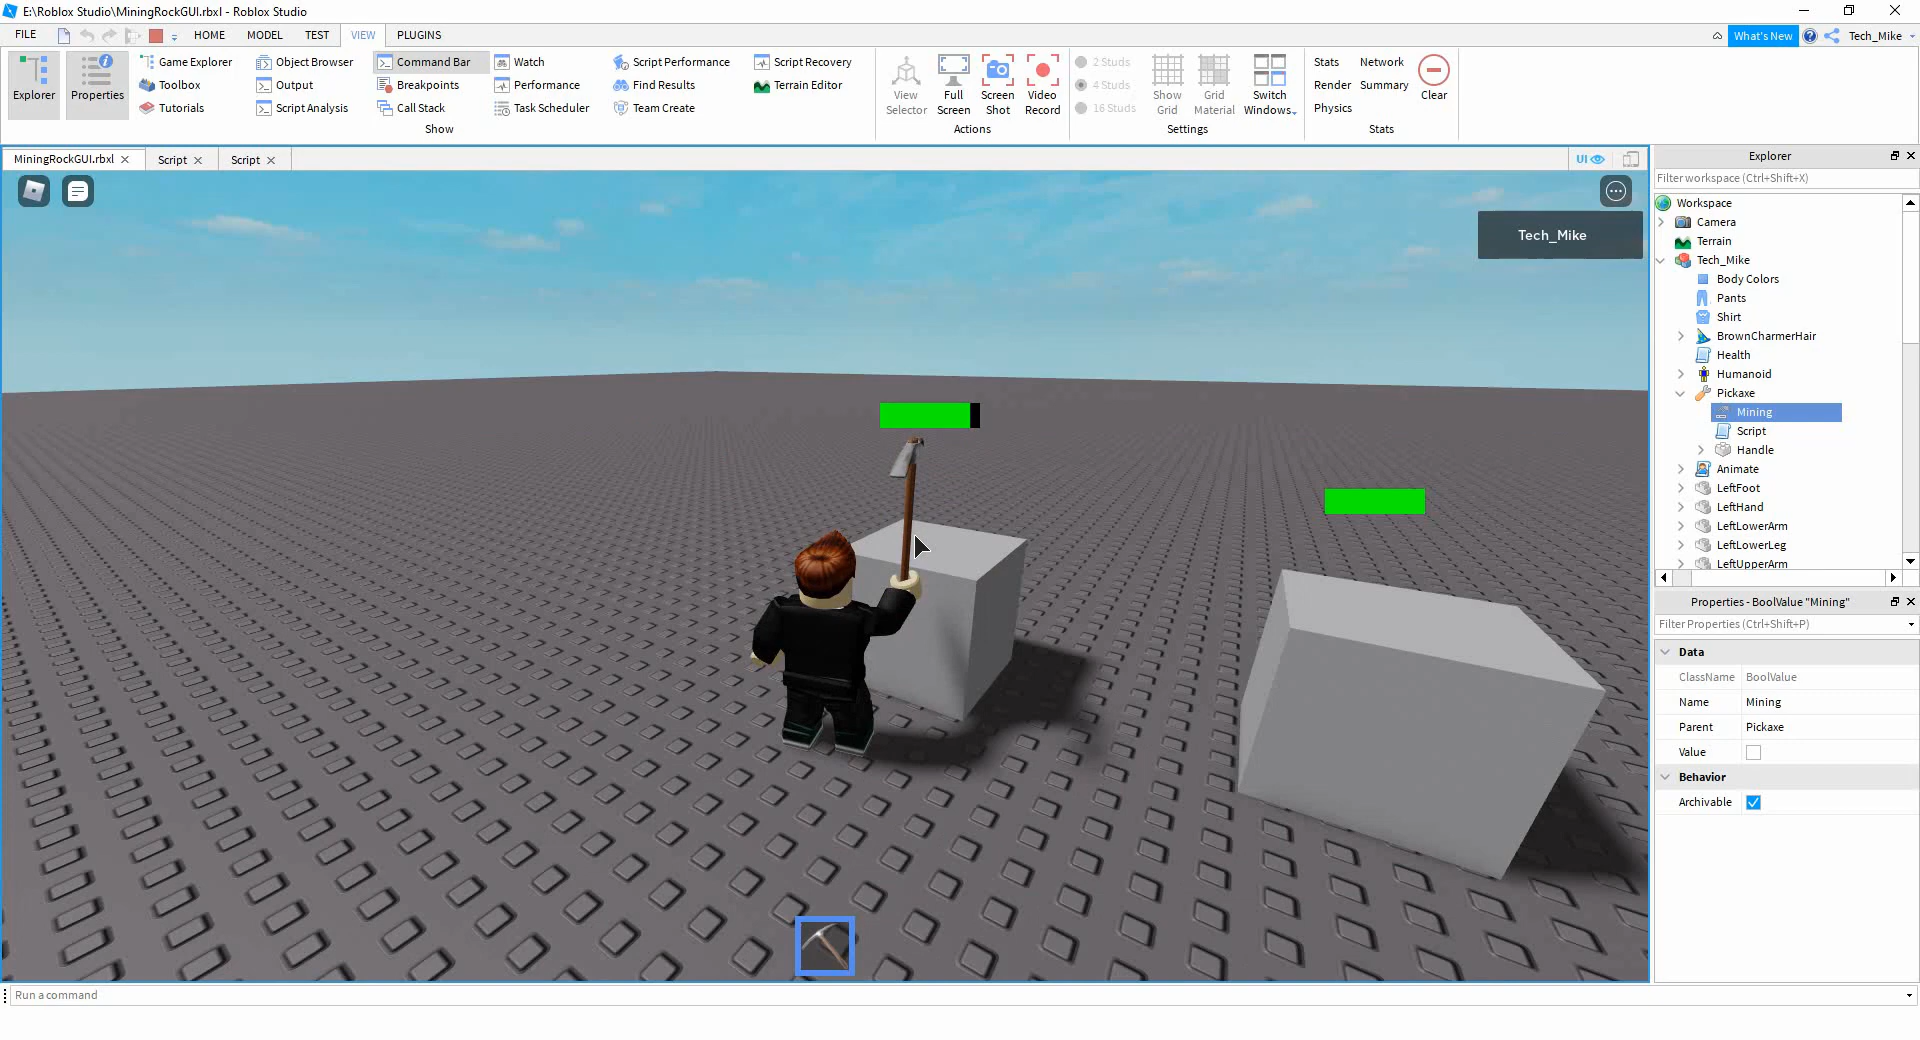 E:\Roblox Studio\MiningRockGUI.rbxl - Roblox Studio
FILE HOME MODEL TEST VIEW PLUGINS What's New Tech_Mike
Explorer
Properties
Game Explorer
Toolbox
Tutorials
Object Browser
Output
Script Analysis
Command Bar
Breakpoints
Call Stack
Watch
Performance
Task Scheduler
Script Performance
Find Results
Team Create
Script Recovery
Terrain Editor
Show
View
Selector
Full
Screen
Screen
Shot
Video
Record
Actions
2 Studs
4 Studs
16 Studs
Show
Grid
Grid
Material
Switch
Windows
Settings
Stats
Render
Physics
Network
Summary
Clear
Stats
MiningRockGUI.rbxl
Script
Script
UI
Tech_Mike
Explorer
Filter workspace (Ctrl+Shift+X)
Workspace
Camera
Terrain
Tech_Mike
Body Colors
Pants
Shirt
BrownCharmerHair
Health
Humanoid
Pickaxe
Mining
Script
Handle
Animate
LeftFoot
LeftHand
LeftLowerArm
LeftLowerLeg
LeftUpperArm
Properties - BoolValue "Mining"
Filter Properties (Ctrl+Shift+P)
Data
ClassName BoolValue
Name Mining
Parent Pickaxe
Value
Behavior
Archivable
Run a command